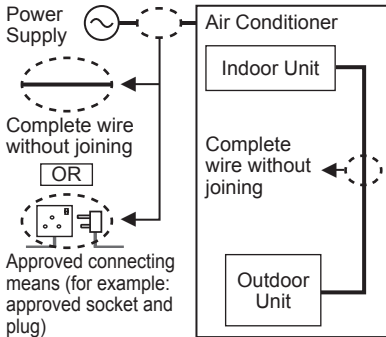 Power
Supply
Air Conditioner
Indoor Unit
Complete wire
without joining
OR
Approved connecting
means (for example:
approved socket and
plug)
Complete
wire without
joining
Outdoor
Unit